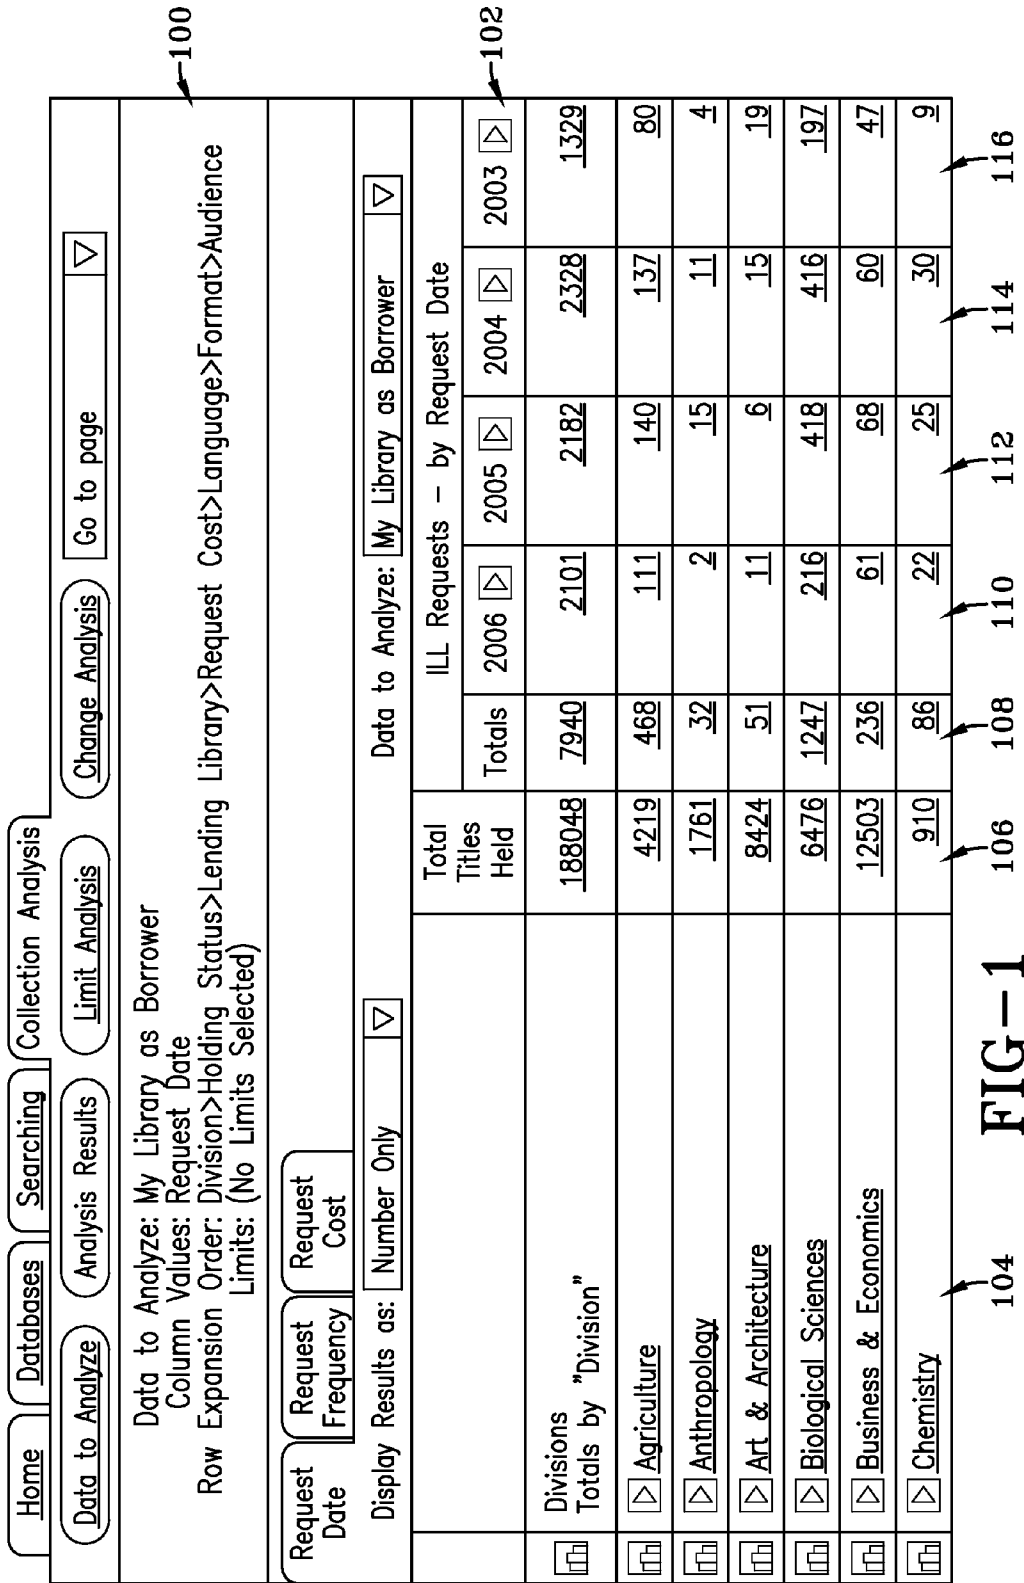 Home Databases Searching Collection Analysis
Data to Analyze Analysis Results Limit Analysis Change Analysis Go to page
Data to Analyze: My Library as Borrower
Column Values: Request Date
Row Expansion Order: Division>Holding Status>Lending Library>Request Cost>Language>Format>Audience
Limits: (No Limits Selected)
100
Request Date Request Frequency Request Cost
Display Results as: Number Only Data to Analyze: My Library as Borrower
Total Titles Held ILL Requests – by Request Date
Totals 2006 2005 2004 2003
102
Divisions
Totals by "Division" 188048 7940 2101 2182 2328 1329
Agriculture 4219 468 111 140 137 80
Anthropology 1761 32 2 15 11 4
Art & Architecture 8424 51 11 6 15 19
Biological Sciences 6476 1247 216 418 416 197
Business & Economics 12503 236 61 68 60 47
Chemistry 910 86 22 25 30 9
104 106 108 110 112 114 116
FIG-1